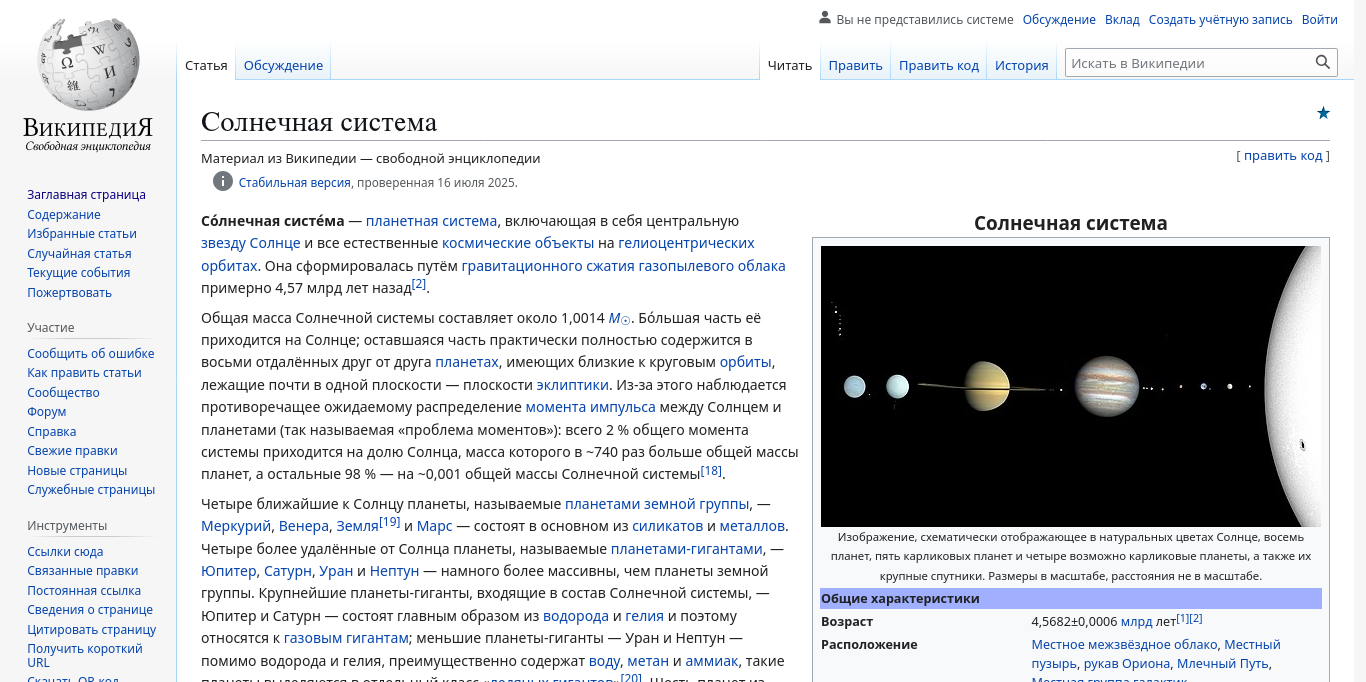 Вы не представились системе Обсуждение Вклад Создать учётную запись Войти
Статья Обсуждение Читать Править Править код История Искать в Википедии
ВИКИПЕДИЯ
Свободная энциклопедия
Заглавная страница
Содержание
Избранные статьи
Случайная статья
Текущие события
Пожертвовать
Участие
Сообщить об ошибке
Как править статьи
Сообщество
Форум
Справка
Свежие правки
Новые страницы
Служебные страницы
Инструменты
Ссылки сюда
Связанные правки
Постоянная ссылка
Сведения о странице
Цитировать страницу
Получить короткий
URL
Скачать QR-код
Солнечная система
Материал из Википедии — свободной энциклопедии
[ править код ]
Стабильная версия, проверенная 16 июля 2025.
Со́лнечная систе́ма — планетная система, включающая в себя центральную
звезду Солнце и все естественные космические объекты на гелиоцентрических
орбитах. Она сформировалась путём гравитационного сжатия газопылевого облака
примерно 4,57 млрд лет назад[2].
Общая масса Солнечной системы составляет около 1,0014 M☉. Бо́льшая часть её
приходится на Солнце; оставшаяся часть практически полностью содержится в
восьми отдалённых друг от друга планетах, имеющих близкие к круговым орбиты,
лежащие почти в одной плоскости — плоскости эклиптики. Из-за этого наблюдается
противоречащее ожидаемому распределение момента импульса между Солнцем и
планетами (так называемая «проблема моментов»): всего 2 % общего момента
системы приходится на долю Солнца, масса которого в ~740 раз больше общей массы
планет, а остальные 98 % — на ~0,001 общей массы Солнечной системы[18].
Четыре ближайшие к Солнцу планеты, называемые планетами земной группы, —
Меркурий, Венера, Земля[19] и Марс — состоят в основном из силикатов и металлов.
Четыре более удалённые от Солнца планеты, называемые планетами-гигантами, —
Юпитер, Сатурн, Уран и Нептун — намного более массивны, чем планеты земной
группы. Крупнейшие планеты-гиганты, входящие в состав Солнечной системы, —
Юпитер и Сатурн — состоят главным образом из водорода и гелия и поэтому
относятся к газовым гигантам; меньшие планеты-гиганты — Уран и Нептун —
помимо водорода и гелия, преимущественно содержат воду, метан и аммиак, такие
планеты выделяются в отдельный класс «ледяных гигантов»[20]. Шесть планет из
Солнечная система
Изображение, схематически отображающее в натуральных цветах Солнце, восемь
планет, пять карликовых планет и четыре возможно карликовые планеты, а также их
крупные спутники. Размеры в масштабе, расстояния не в масштабе.
Общие характеристики
Возраст 4,5682±0,0006 млрд лет[1][2]
Расположение Местное межзвёздное облако, Местный
пузырь, рукав Ориона, Млечный Путь,
Местная группа галактик